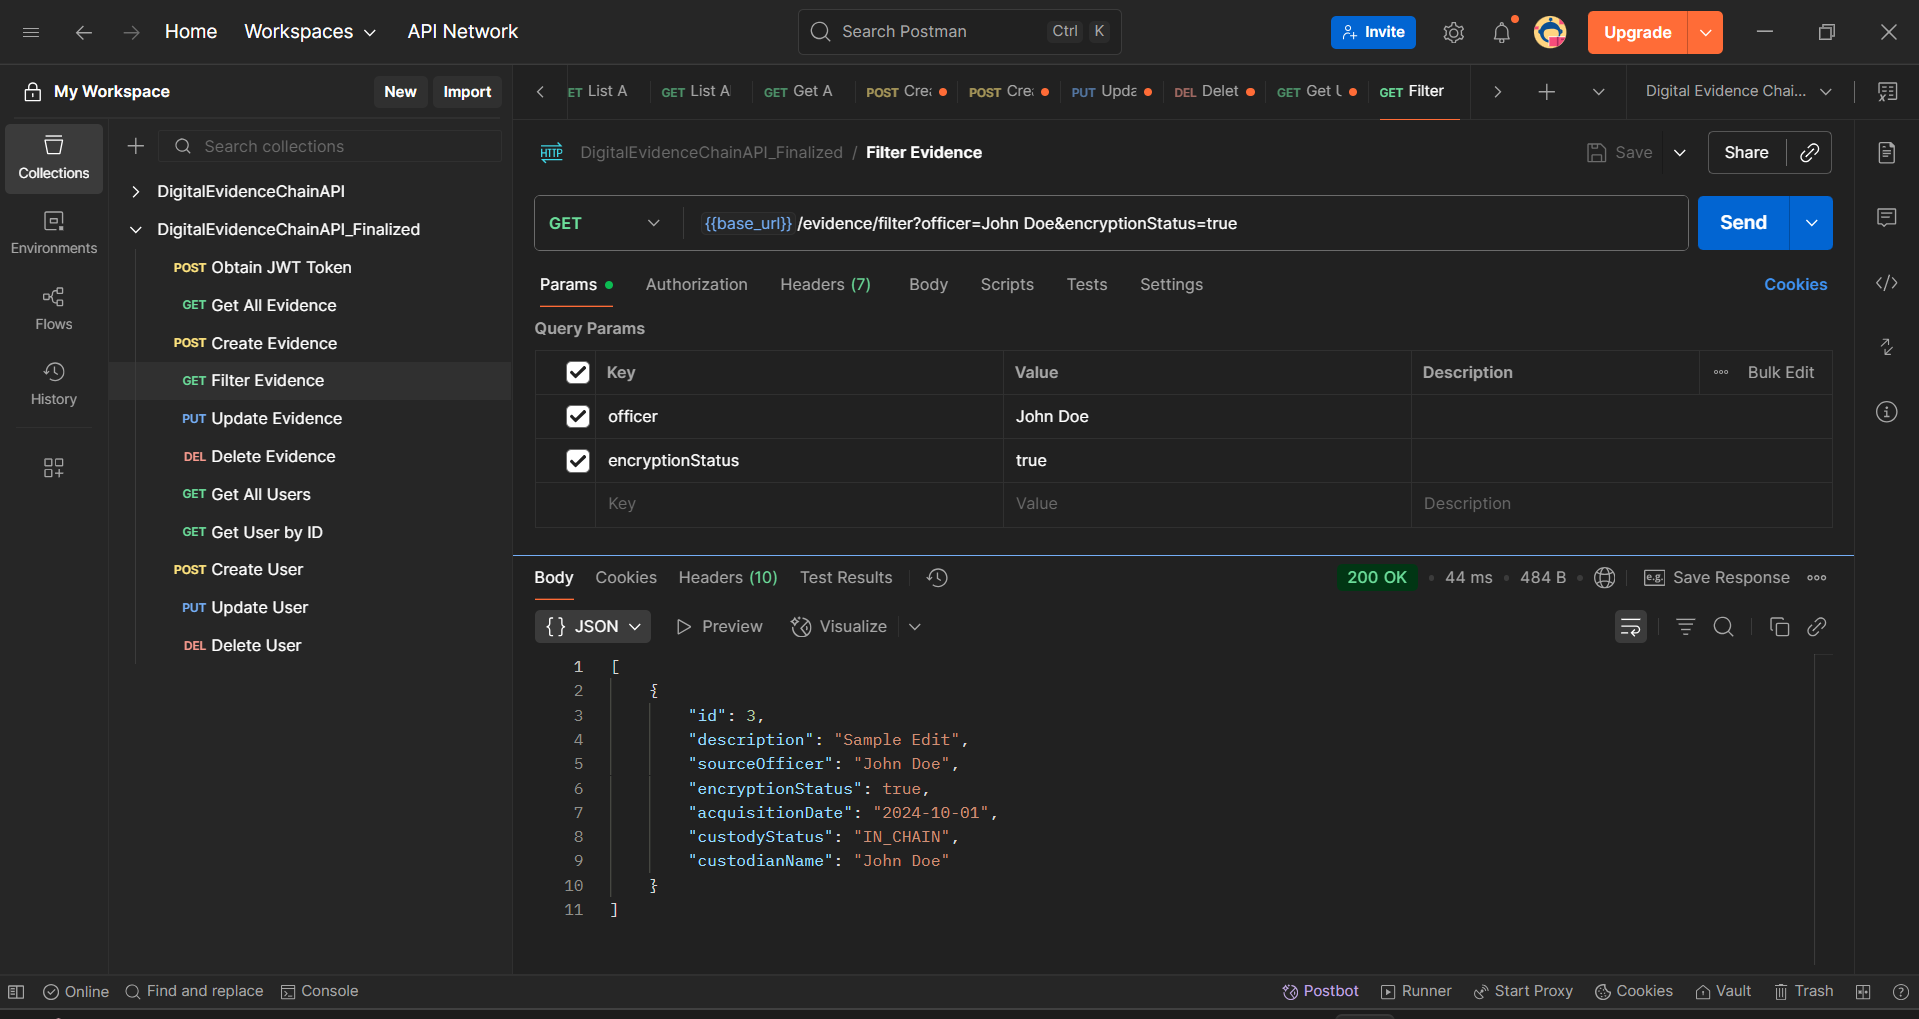 Home Workspaces API Network Search Postman Ctrl K Invite Upgrade
My Workspace New Import
ET List A GET List Al GET Get A POST Cre POST Cre PUT Upda DEL Delet GET Get U GET Filter Digital Evidence Chai...
Collections
Environments
Flows
History
Search collections
DigitalEvidenceChainAPI
DigitalEvidenceChainAPI_Finalized
POST Obtain JWT Token
GET Get All Evidence
POST Create Evidence
GET Filter Evidence
PUT Update Evidence
DEL Delete Evidence
GET Get All Users
GET Get User by ID
POST Create User
PUT Update User
DEL Delete User
HTTP DigitalEvidenceChainAPI_Finalized / Filter Evidence Save Share
GET {{base_url}} /evidence/filter?officer=John Doe&encryptionStatus=true Send
Params Authorization Headers (7) Body Scripts Tests Settings Cookies
Query Params
Key Value Description Bulk Edit
officer John Doe
encryptionStatus true
Key Value Description
Body Cookies Headers (10) Test Results 200 OK 44 ms 484 B e.g. Save Response
{} JSON Preview Visualize
1 [
2 {
3 "id": 3,
4 "description": "Sample Edit",
5 "sourceOfficer": "John Doe",
6 "encryptionStatus": true,
7 "acquisitionDate": "2024-10-01",
8 "custodyStatus": "IN_CHAIN",
9 "custodianName": "John Doe"
10 }
11 ]
Online Find and replace Console Postbot Runner Start Proxy Cookies Vault Trash